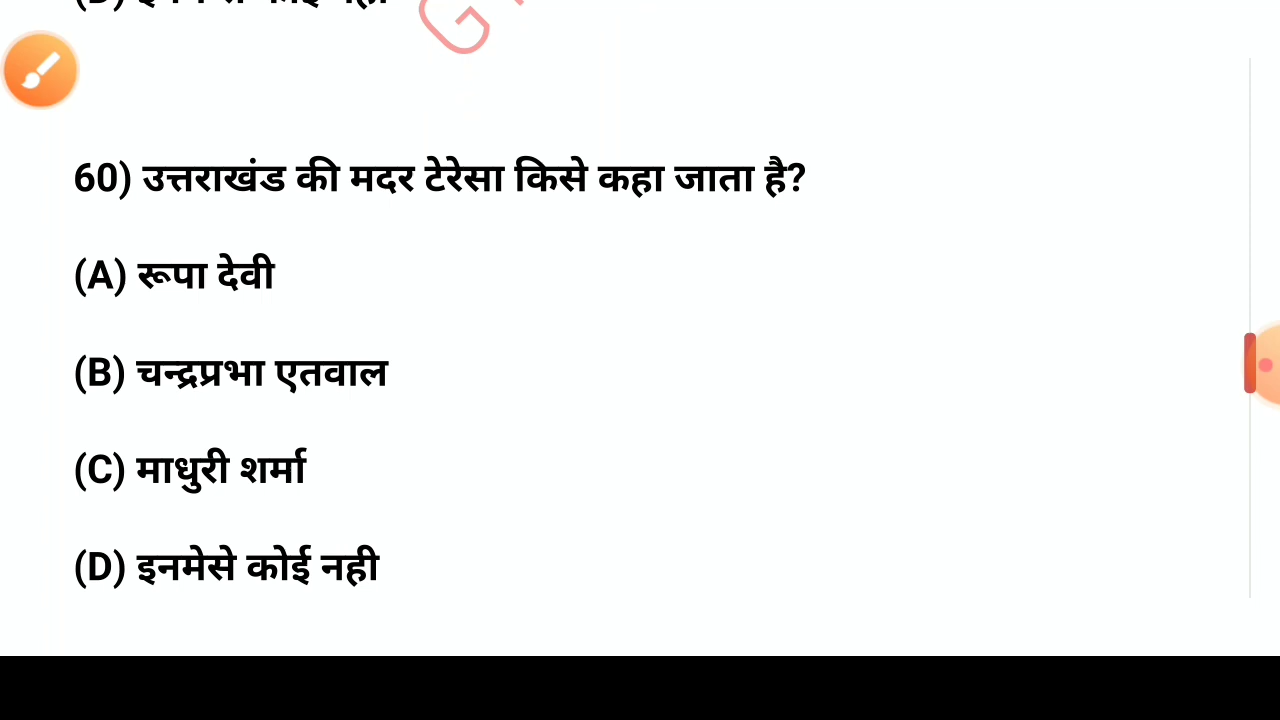 60) उत्तराखंड की मदर टेरेसा किसे कहा जाता है?
(A) रूपा देवी
(B) चन्द्रप्रभा एतवाल
(C) माधुरी शर्मा
(D) इनमेसे कोई नही